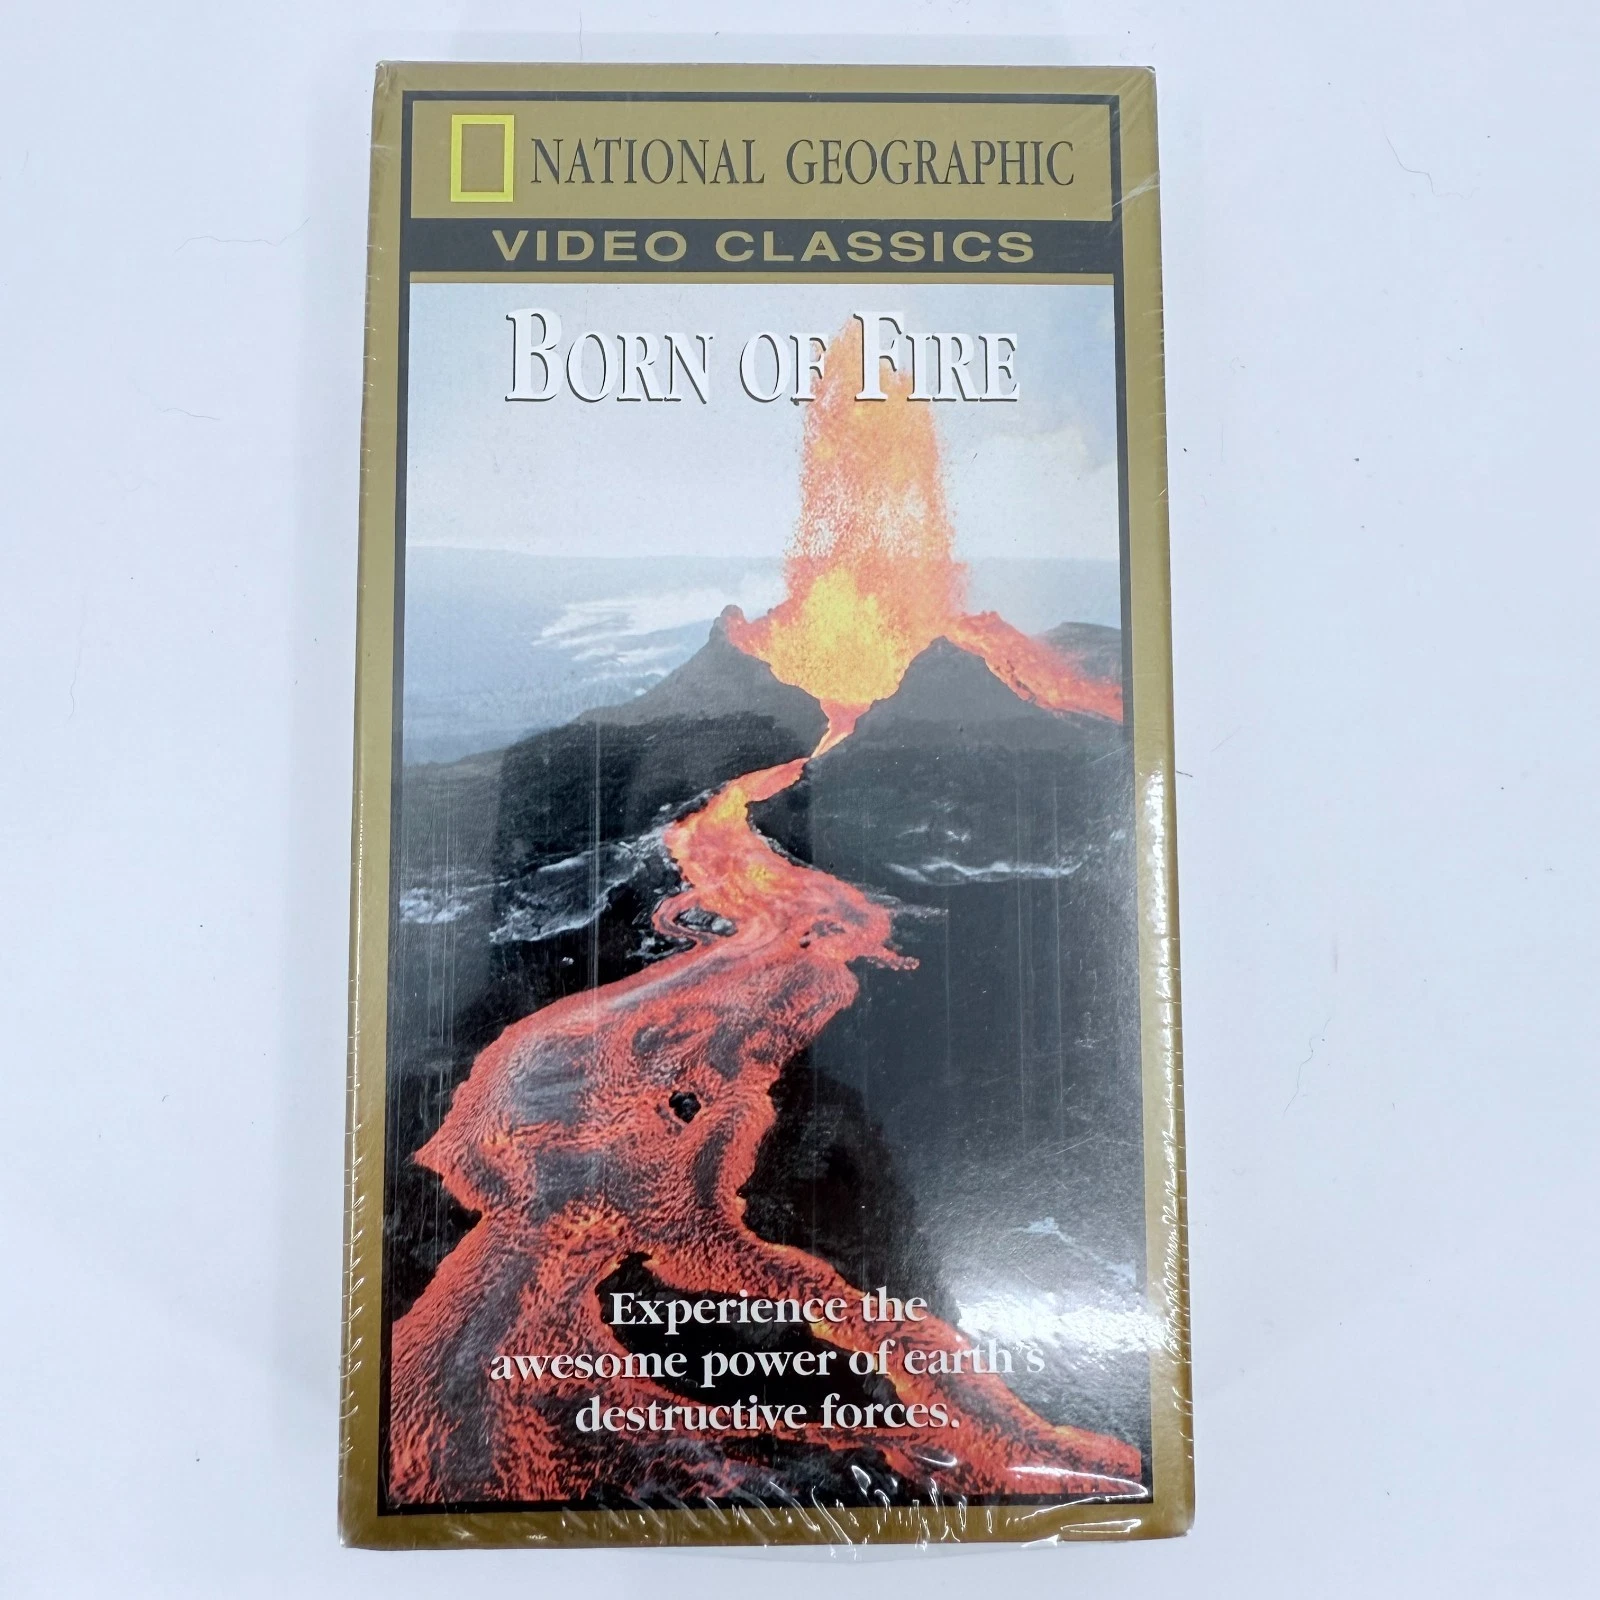 NATIONAL GEOGRAPHIC
VIDEO CLASSICS
BORN OF FIRE
Experience the
awesome power of earth's
destructive forces.